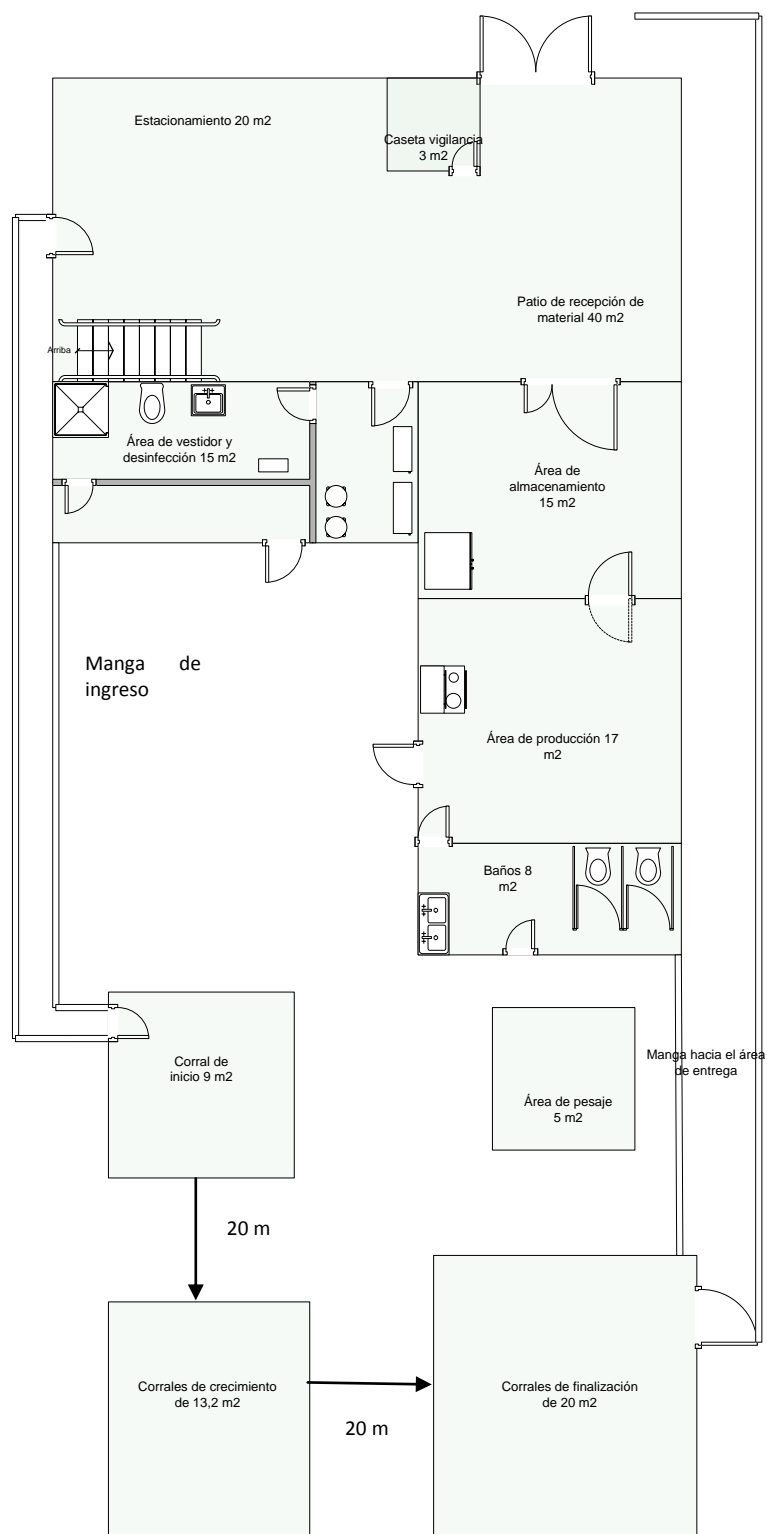 Estacionamiento 20 m2
Caseta vigilancia
3 m2
Patio de recepción de
material 40 m2
Arriba
Área de vestidor y
desinfección 15 m2
Área de
almacenamiento
15 m2
Manga de
ingreso
Área de producción 17
m2
Baños 8
m2
Corral de
inicio 9 m2
Manga hacia el área
de entrega
Área de pesaje
5 m2
20 m
Corrales de crecimiento
de 13,2 m2
Corrales de finalización
de 20 m2
20 m